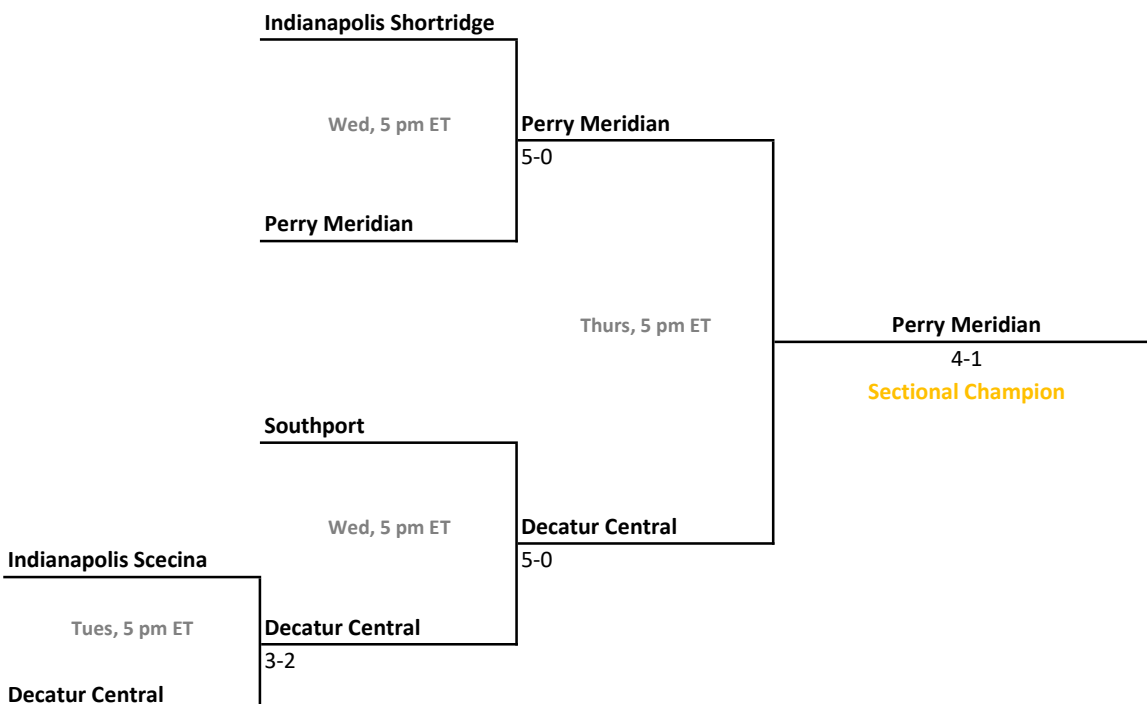 Indianapolis Shortridge
Wed, 5 pm ET
Perry Meridian
5-0
Perry Meridian
Thurs, 5 pm ET
Perry Meridian
4-1
Sectional Champion
Southport
Wed, 5 pm ET
Decatur Central
5-0
Indianapolis Scecina
Tues, 5 pm ET
Decatur Central
3-2
Decatur Central